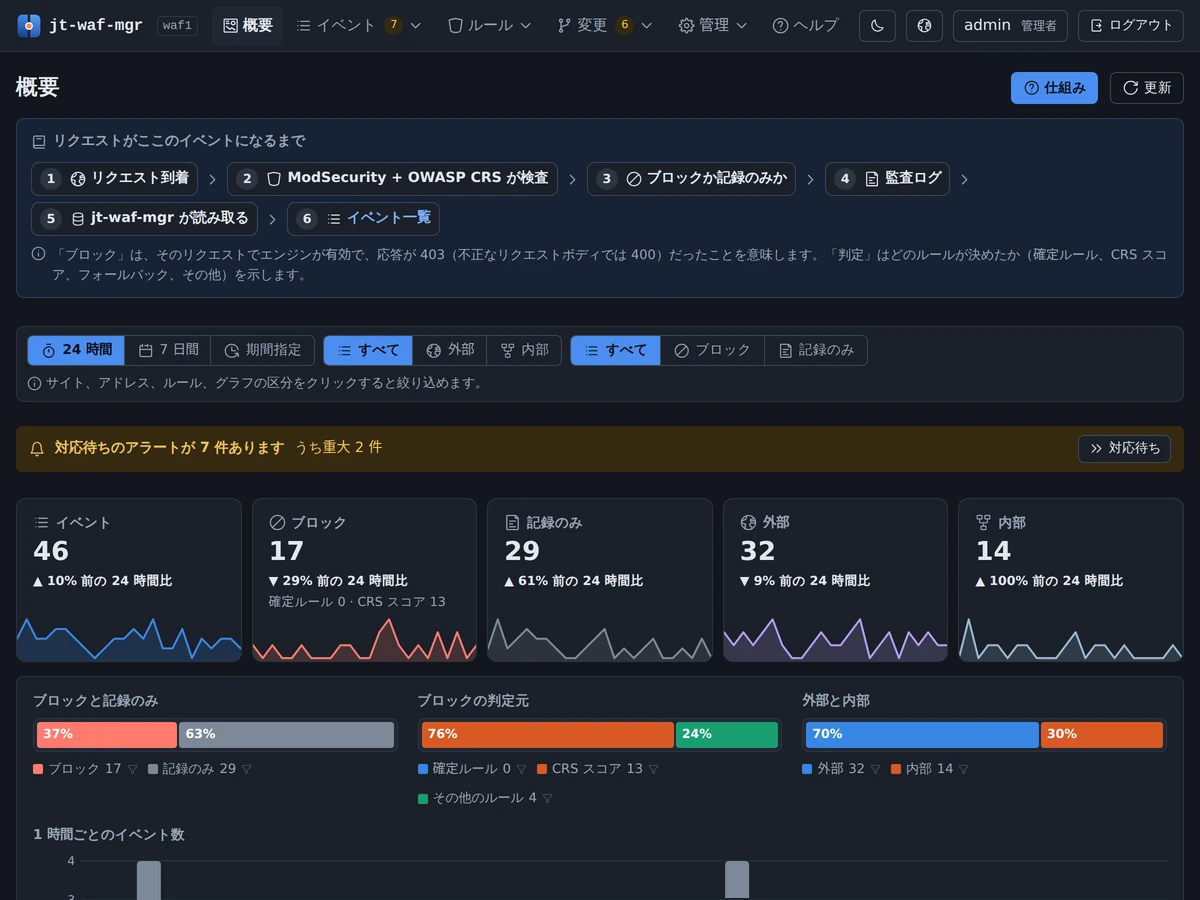 jt-waf-mgr waf1 概要 イベント 7 ルール 変更 6 管理 ヘルプ admin 管理者 ログアウト
概要
仕組み 更新
リクエストがここのイベントになるまで
1 リクエスト到着 2 ModSecurity + OWASP CRS が検査 3 ブロックか記録のみか 4 監査ログ
5 jt-waf-mgr が読み取る 6 イベント一覧
「ブロック」は、そのリクエストでエンジンが有効で、応答が 403（不正なリクエストボディでは 400）だったことを意味します。「判定」はどのルールが決めたか（確定ルール、CRS スコ
ア、フォールバック、その他）を示します。
24 時間 7 日間 期間指定 すべて 外部 内部 すべて ブロック 記録のみ
サイト、アドレス、ルール、グラフの区分をクリックすると絞り込めます。
対応待ちのアラートが 7 件あります うち重大 2 件 対応待ち
イベント
46
▲ 10% 前の 24 時間比
ブロック
17
▼ 29% 前の 24 時間比
確定ルール 0 · CRS スコア 13
記録のみ
29
▲ 61% 前の 24 時間比
外部
32
▼ 9% 前の 24 時間比
内部
14
▲ 100% 前の 24 時間比
ブロックと記録のみ
37% 63%
ブロック 17 記録のみ 29
ブロックの判定元
76% 24%
確定ルール 0 CRS スコア 13
その他のルール 4
外部と内部
70% 30%
外部 32 内部 14
1 時間ごとのイベント数
4
3